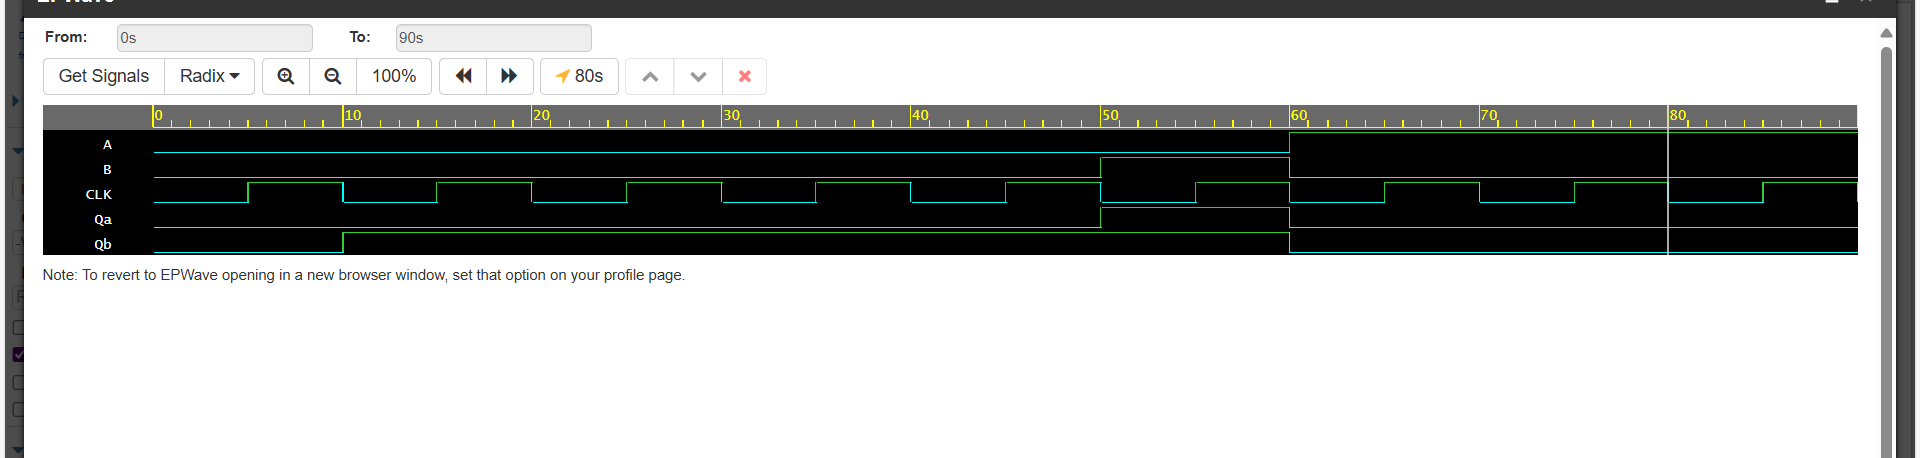 EPWave
From: 0s To: 90s
Get Signals Radix 100% 80s
0 10 20 30 40 50 60 70 80
A
B
CLK
Qa
Qb
Note: To revert to EPWave opening in a new browser window, set that option on your profile page.